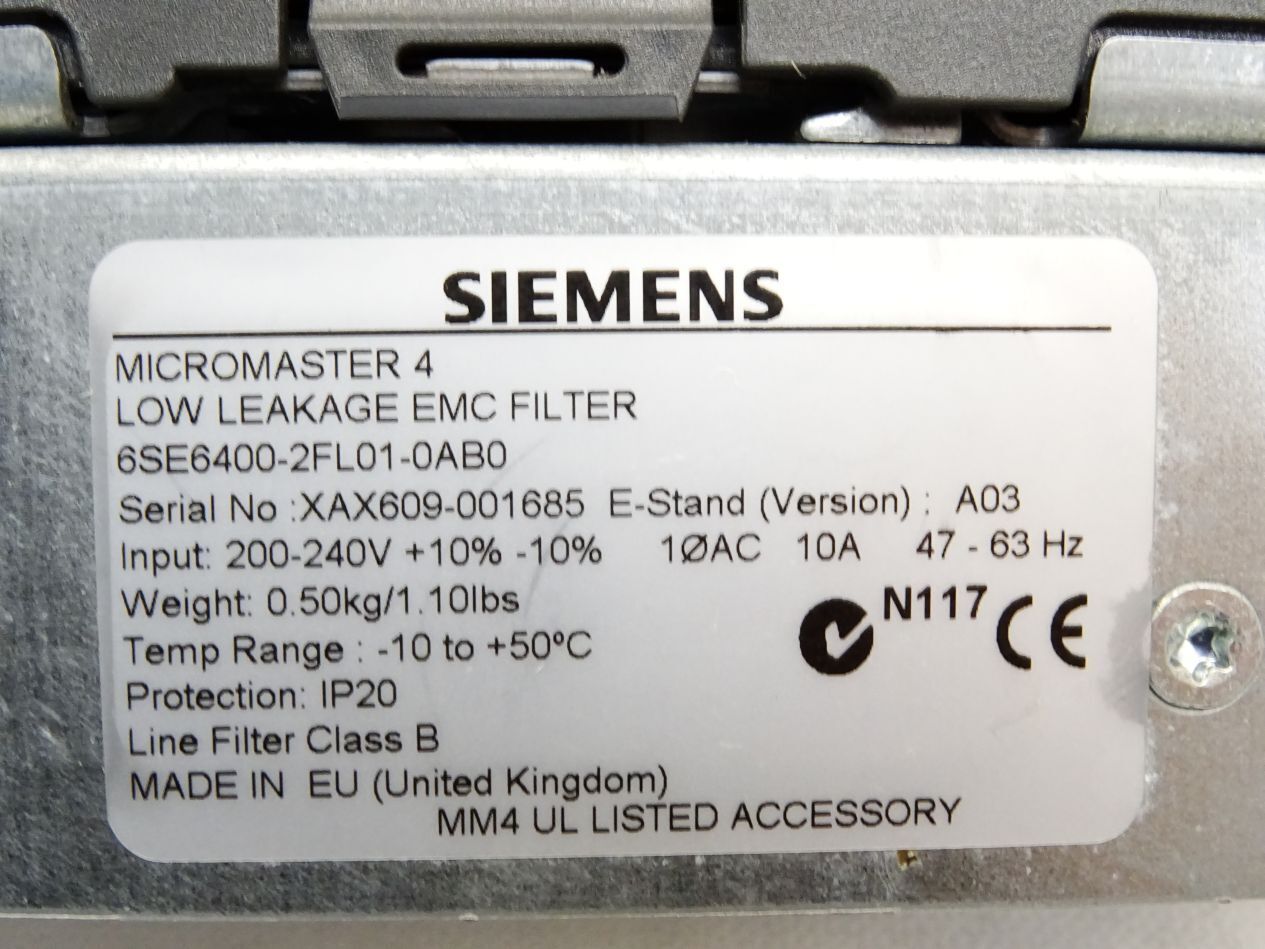 SIEMENS
MICROMASTER 4
LOW LEAKAGE EMC FILTER
6SE6400-2FL01-0AB0
Serial No :XAX609-001685 E-Stand (Version) : A03
Input: 200-240V +10% -10% 1ØAC 10A 47 - 63 Hz
Weight: 0.50kg/1.10lbs
N117 CE
Temp Range : -10 to +50ºC
Protection: IP20
Line Filter Class B
MADE IN EU (United Kingdom)
MM4 UL LISTED ACCESSORY